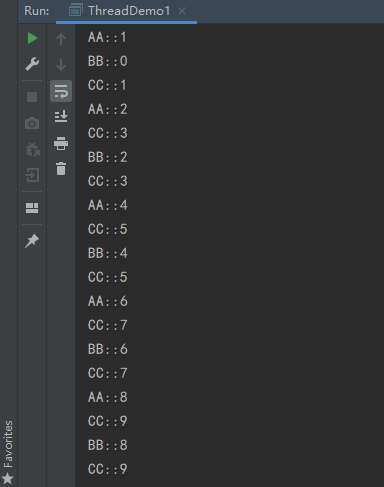 Run: ThreadDemo1
AA::1
BB::0
CC::1
AA::2
CC::3
BB::2
CC::3
AA::4
CC::5
BB::4
CC::5
AA::6
CC::7
BB::6
CC::7
AA::8
CC::9
BB::8
CC::9
Favorites